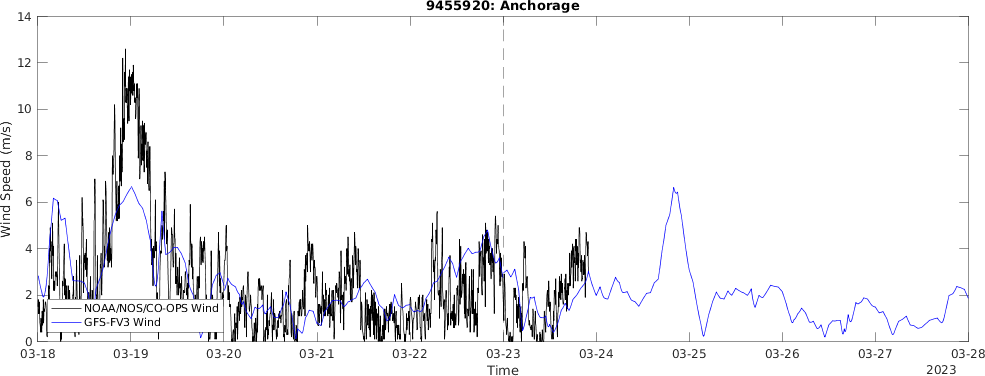 9455920: Anchorage
14
12
10
8
6
4
2
0
Wind Speed (m/s)
NOAA/NOS/CO-OPS Wind
GFS-FV3 Wind
03-18 03-19 03-20 03-21 03-22 03-23 03-24 03-25 03-26 03-27 03-28
Time
2023